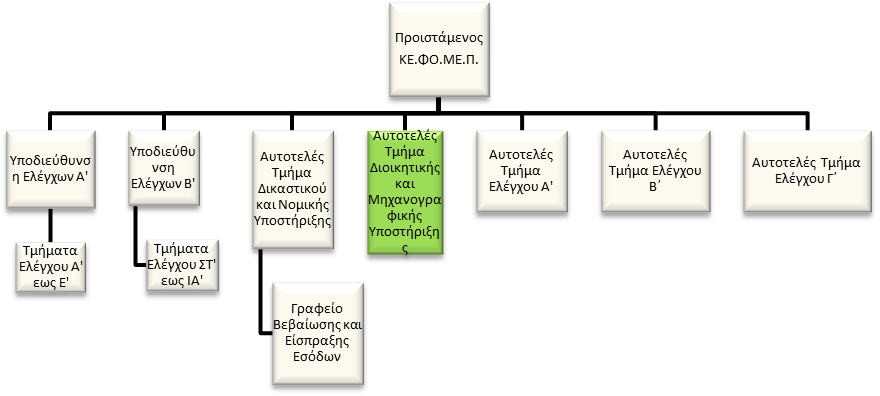 Προιστάμενος
ΚΕ.ΦΟ.ΜΕ.Π.
Υποδιεύθυνσ
η Ελέγχων Α'
Υποδιεύθυ
νση
Ελέγχων Β'
Αυτοτελές
Τμήμα
Δικαστικού
και Νομικής
Υποστήριξης
Αυτοτελές
Τμήμα
Διοικητικής
και
Μηχανογρα
φικής
Υποστήριξη
ς
Αυτοτελές
Τμήμα
Ελέγχου Α'
Αυτοτελές
Τμήμα Ελέγχου
Β΄
Αυτοτελές Τμήμα
Ελέγχου Γ΄
Τμήματα
Ελέγχου Α'
εως Ε'
Τμήματα
Ελέγχου ΣΤ'
εως ΙΑ'
Γραφείο
Βεβαίωσης και
Είσπραξης
Εσόδων